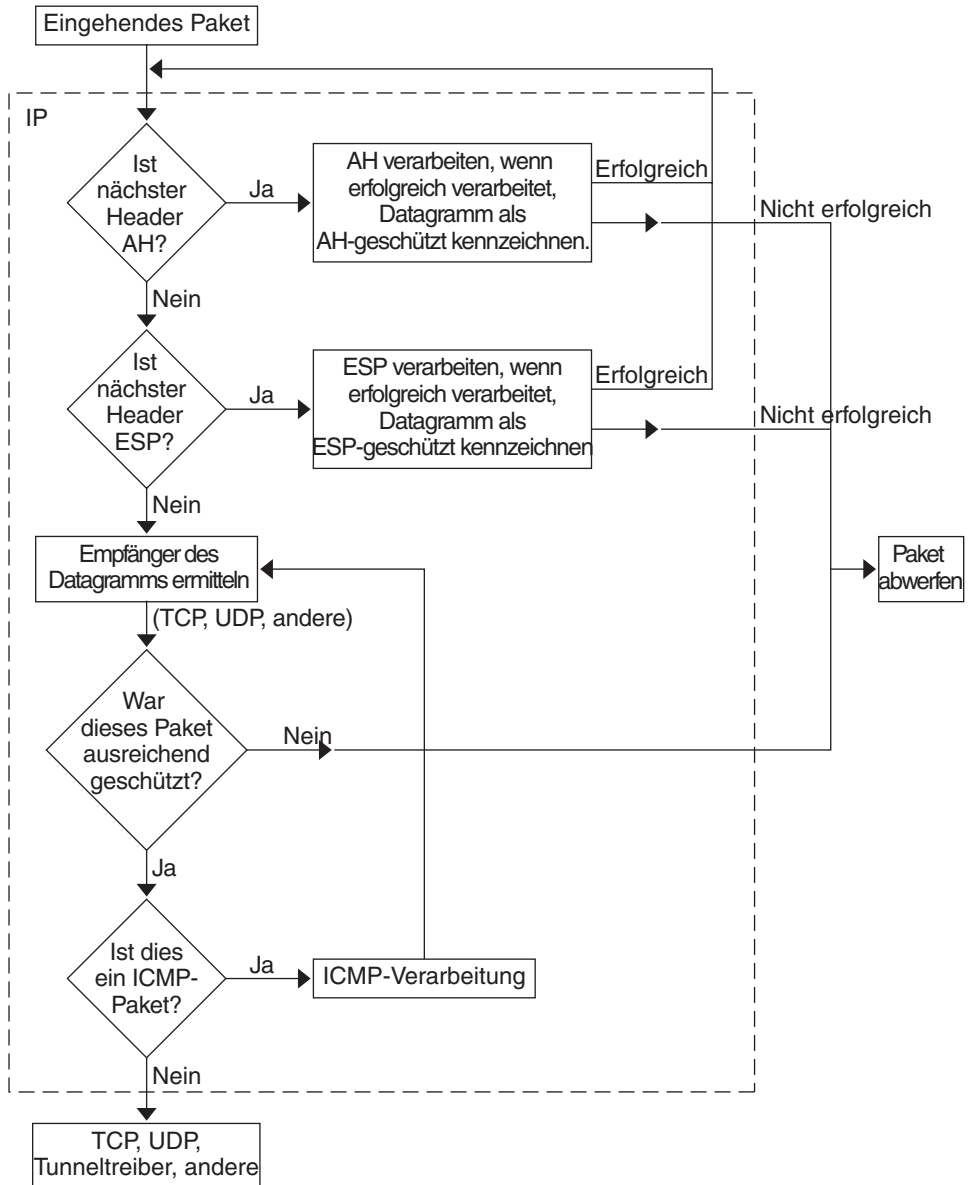 Eingehendes Paket
IP
Ist
nächster
Header
AH?
Ja
AH verarbeiten, wenn
erfolgreich verarbeitet,
Datagramm als
AH-geschützt kennzeichnen.
Erfolgreich
Nicht erfolgreich
Nein
Ist
nächster
Header
ESP?
Ja
ESP verarbeiten, wenn
erfolgreich verarbeitet,
Datagramm als
ESP-geschützt kennzeichnen
Erfolgreich
Nicht erfolgreich
Nein
Empfänger des
Datagramms ermitteln
Paket
abwerfen
(TCP, UDP, andere)
War
dieses Paket
ausreichend
geschützt?
Nein
Ja
Ist dies
ein ICMP-
Paket?
Ja
ICMP-Verarbeitung
Nein
TCP, UDP,
Tunneltreiber, andere